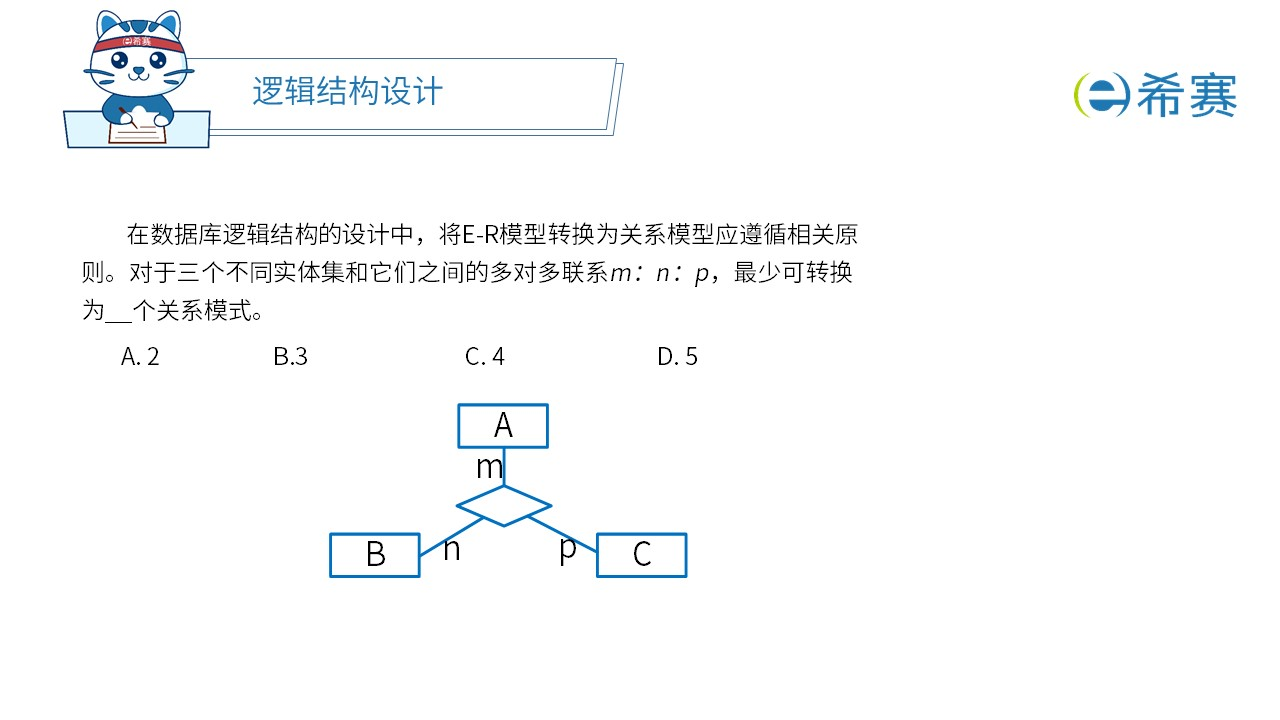 希赛
逻辑结构设计
希赛
在数据库逻辑结构的设计中，将E-R模型转换为关系模型应遵循相关原
则。对于三个不同实体集和它们之间的多对多联系m：n：p，最少可转换
为__个关系模式。
A. 2 B.3 C. 4 D. 5
A
m
B n p C